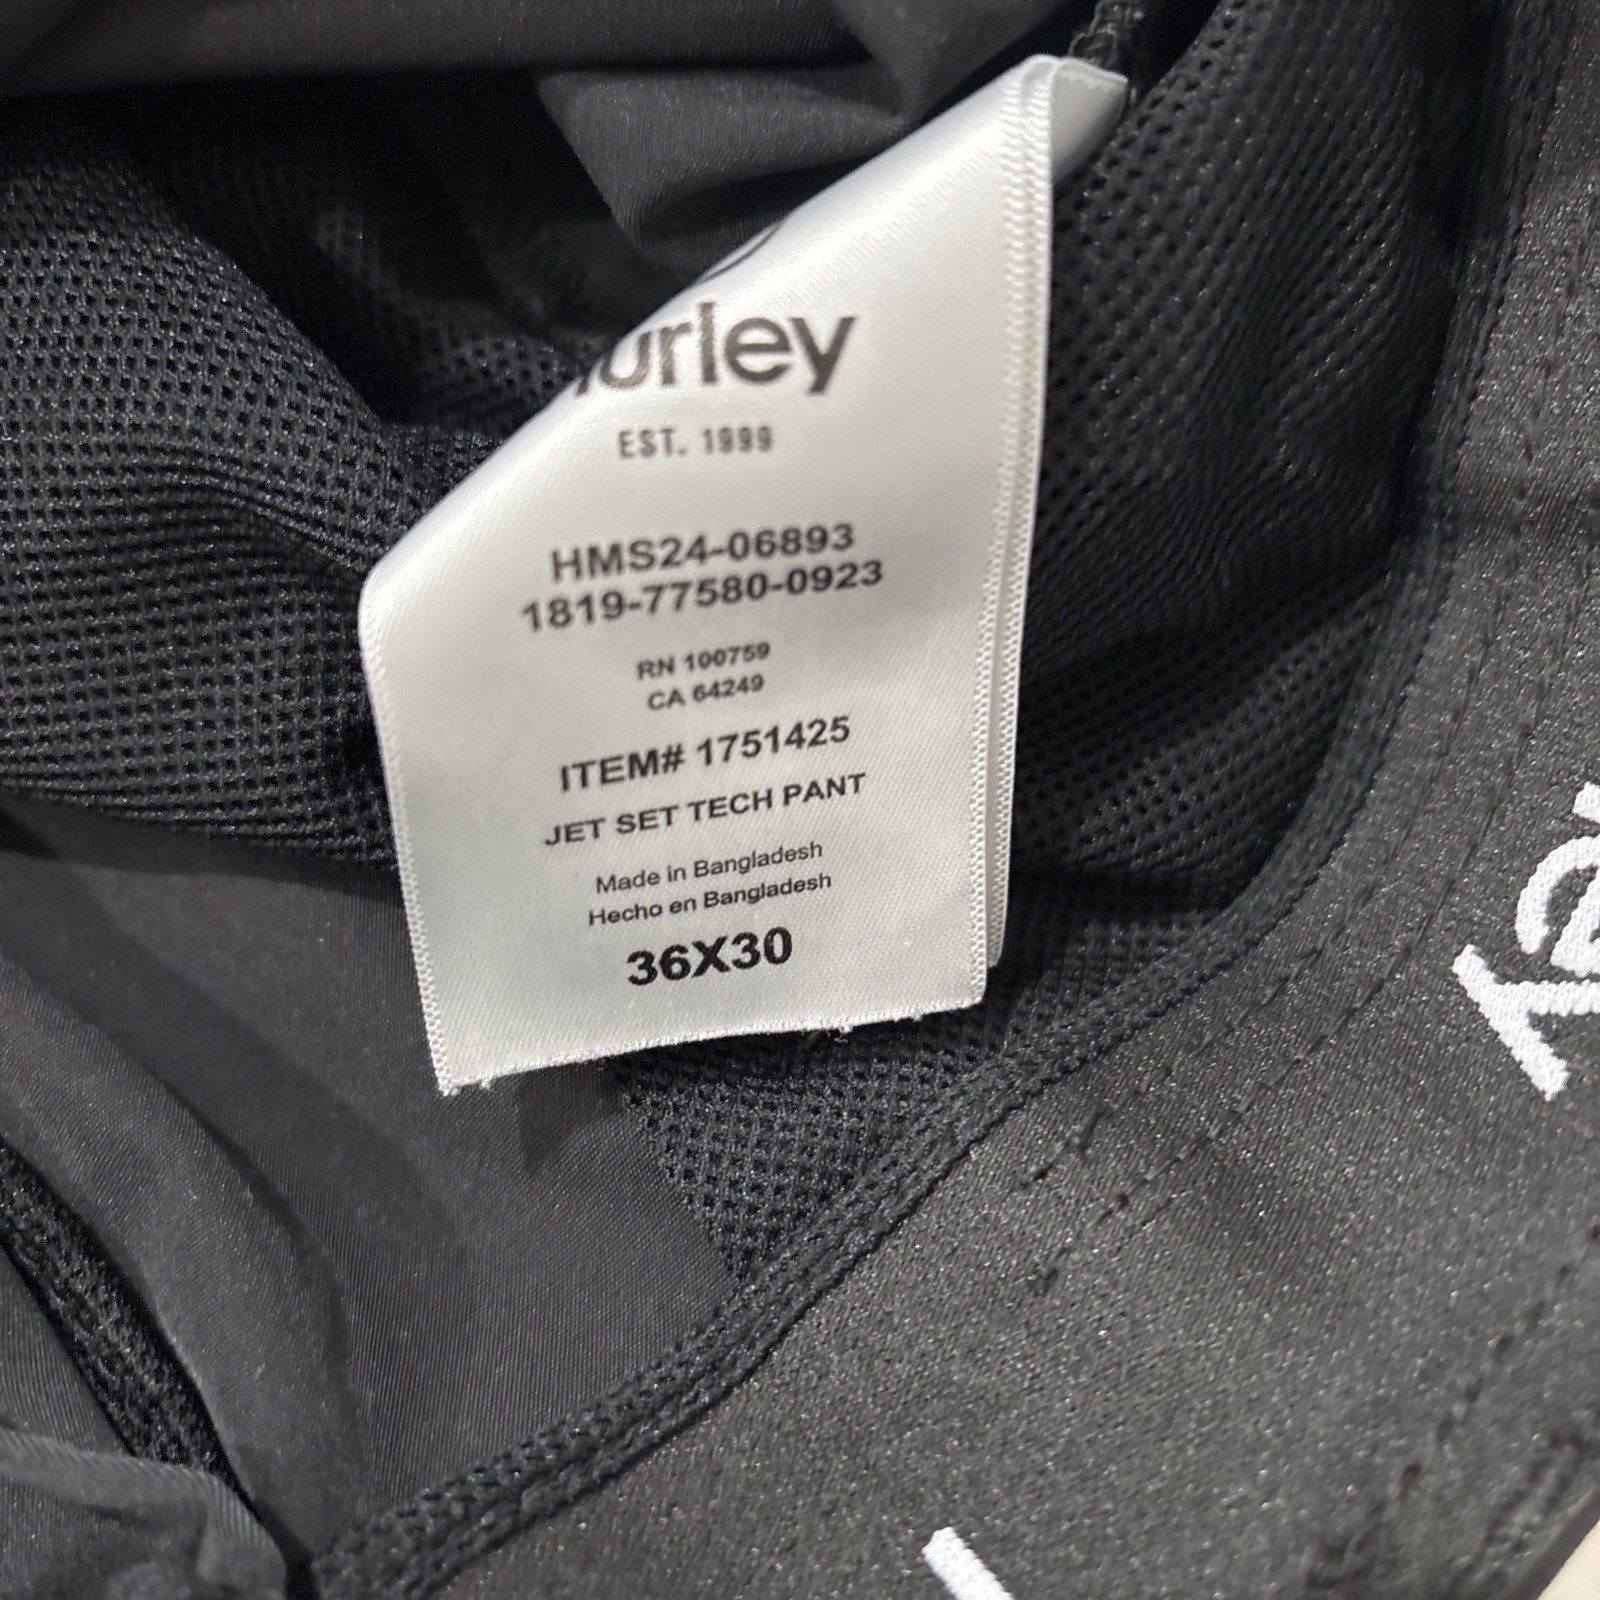 urley
EST. 1999
HMS24-06893
1819-77580-0923
RN 100759
CA 64249
ITEM# 1751425
JET SET TECH PANT
Made in Bangladesh
Hecho en Bangladesh
36X30